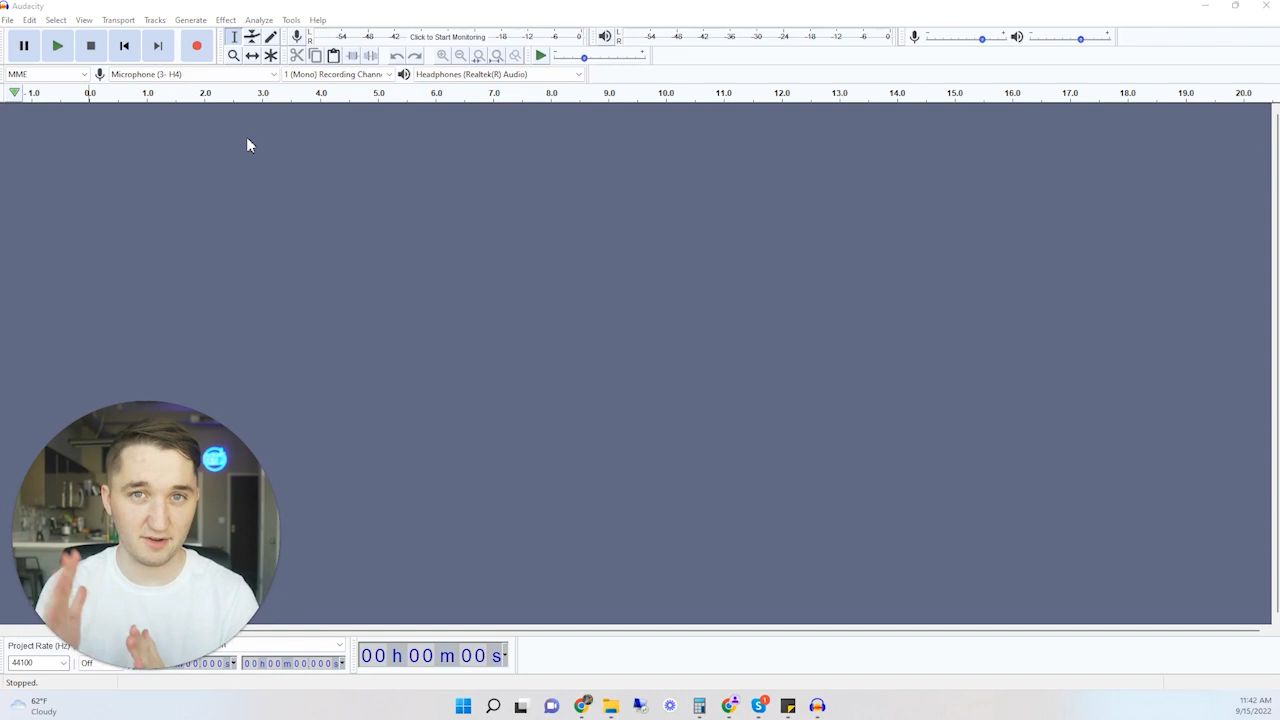 Audacity
File Edit Select View Transport Tracks Generate Effect Analyze Tools Help
L
R
-54 -48 -42 Click to Start Monitoring -18 -12 -6 0
L
R
-54 -48 -42 -36 -30 -24 -18 -12 -6 0
- +
- +
- +
MME Microphone (3- H4) 1 (Mono) Recording Chann Headphones (Realtek(R) Audio)
- 1.0 0.0 1.0 2.0 3.0 4.0 5.0 6.0 7.0 8.0 9.0 10.0 11.0 12.0 13.0 14.0 15.0 16.0 17.0 18.0 19.0 20.0
Project Rate (Hz)
44100 Off 00 h 00 m 00.000 s
00 h 00 m 00 s
Stopped.
62°F
Cloudy
1
11:42 AM
9/15/2022